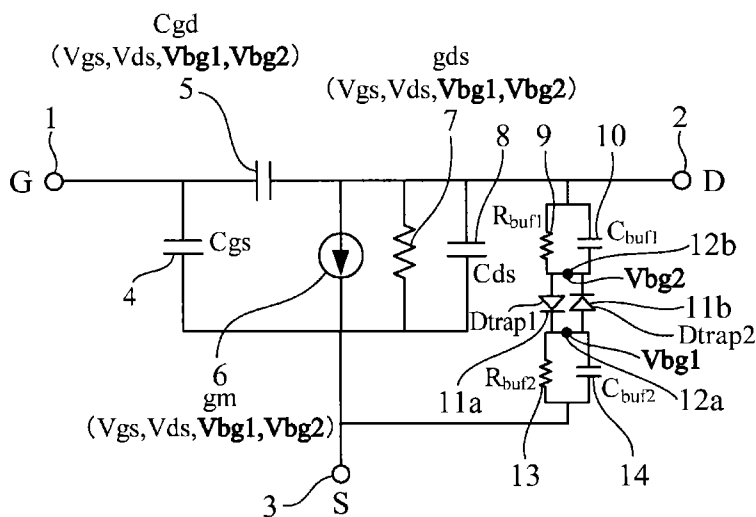 Cgd
(Vgs,Vds,Vbg1,Vbg2)
gds
(Vgs,Vds,Vbg1,Vbg2)
1
5
7
8
9
10
2
G
D
Rbuf1
Cbuf1
12b
Cgs
Cds
Vbg2
4
11b
Dtrap1
Dtrap2
Vbg1
6
gm
(Vgs,Vds,Vbg1,Vbg2)
11a
Rbuf2
Cbuf2
12a
13
14
3
S